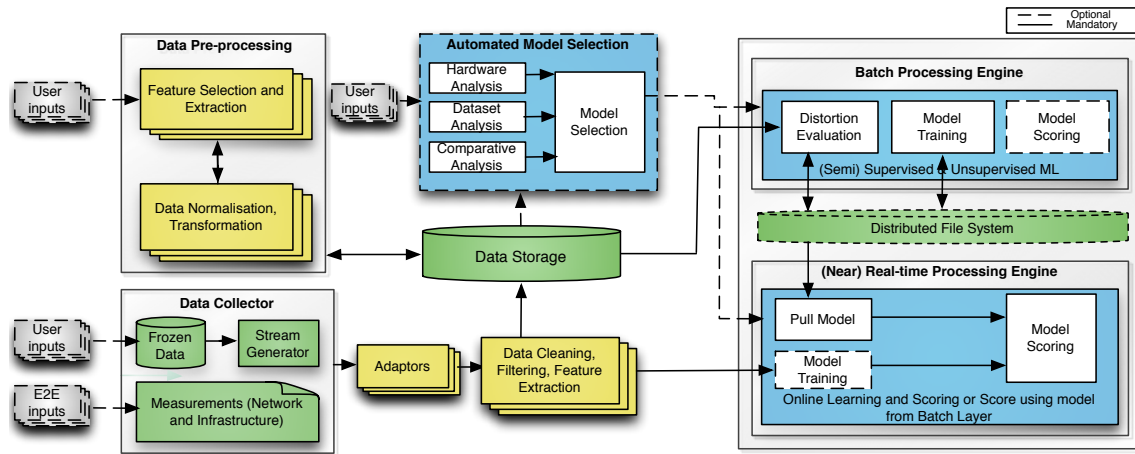 Optional
Mandatory
Data Pre-processing
User
inputs
Feature Selection and
Extraction
Data Normalisation,
Transformation
Automated Model Selection
User
inputs
Hardware
Analysis
Dataset
Analysis
Comparative
Analysis
Model
Selection
Data Storage
Batch Processing Engine
Distortion
Evaluation
Model
Training
Model
Scoring
(Semi) Supervised & Unsupervised ML
Distributed File System
(Near) Real-time Processing Engine
Pull Model
Model
Training
Model
Scoring
Online Learning and Scoring or Score using model
from Batch Layer
Data Collector
User
inputs
Frozen
Data
Stream
Generator
E2E
inputs
Measurements (Network
and Infrastructure)
Adaptors
Data Cleaning,
Filtering, Feature
Extraction